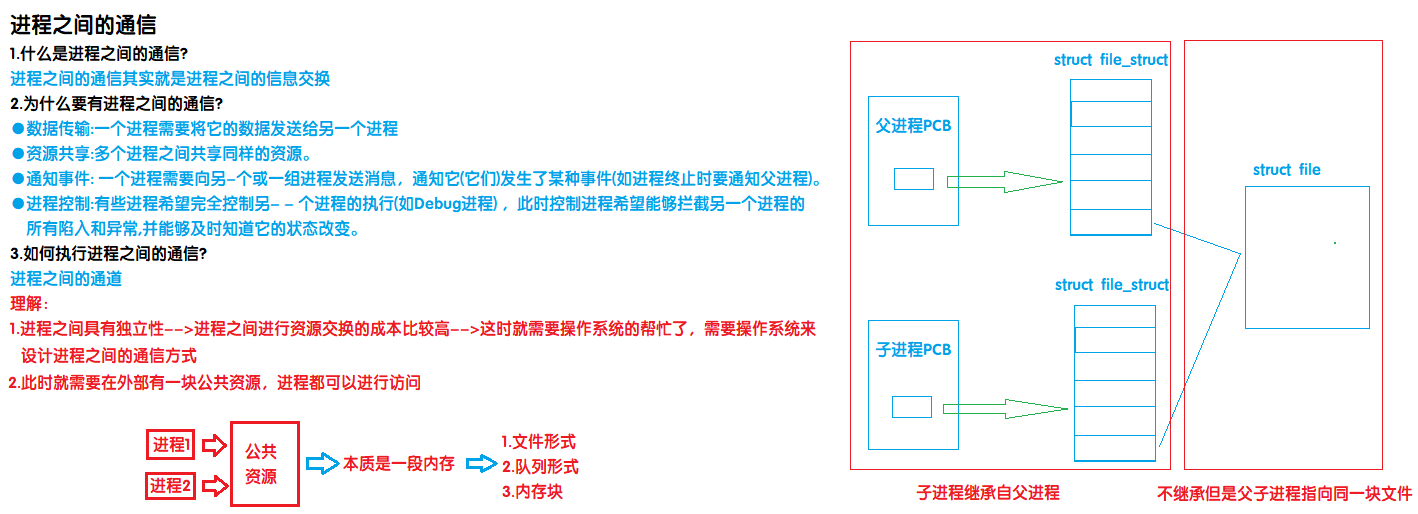 进程之间的通信
1.什么是进程之间的通信?
进程之间的通信其实就是进程之间的信息交换
2.为什么要有进程之间的通信?
●数据传输:一个进程需要将它的数据发送给另一个进程
●资源共享:多个进程之间共享同样的资源。
●通知事件: 一个进程需要向另-个或一组进程发送消息，通知它(它们)发生了某种事件(如进程终止时要通知父进程)。
●进程控制:有些进程希望完全控制另- - 个进程的执行(如Debug进程) ，此时控制进程希望能够拦截另一个进程的
所有陷入和异常,并能够及时知道它的状态改变。
3.如何执行进程之间的通信?
进程之间的通道
理解：
1.进程之间具有独立性-->进程之间进行资源交换的成本比较高-->这时就需要操作系统的帮忙了，需要操作系统来
设计进程之间的通信方式
2.此时就需要在外部有一块公共资源，进程都可以进行访问
进程1
进程2
公共
资源
本质是一段内存
1.文件形式
2.队列形式
3.内存块
struct file_struct
父进程PCB
struct file
struct file_struct
子进程PCB
子进程继承自父进程
不继承但是父子进程指向同一块文件